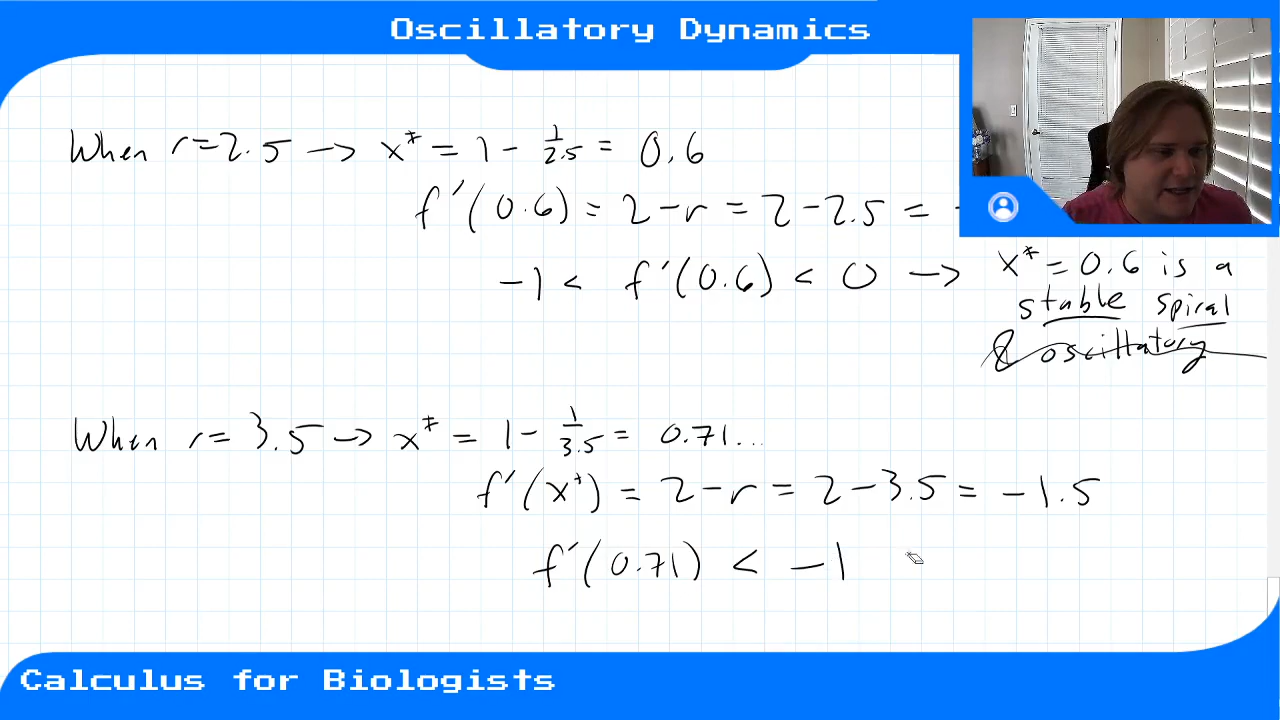 Oscillatory Dynamics
When r=2.5 → x* = 1 - 1/2.5 = 0.6
f'(0.6) = 2 - r = 2 - 2.5 = -
-1 < f'(0.6) < 0 → x* = 0.6 is a
stable spiral
& oscillatory
When r = 3.5 → x* = 1 - 1/3.5 = 0.71...
f'(x*) = 2 - r = 2 - 3.5 = -1.5
f'(0.71) < -1
Calculus for Biologists